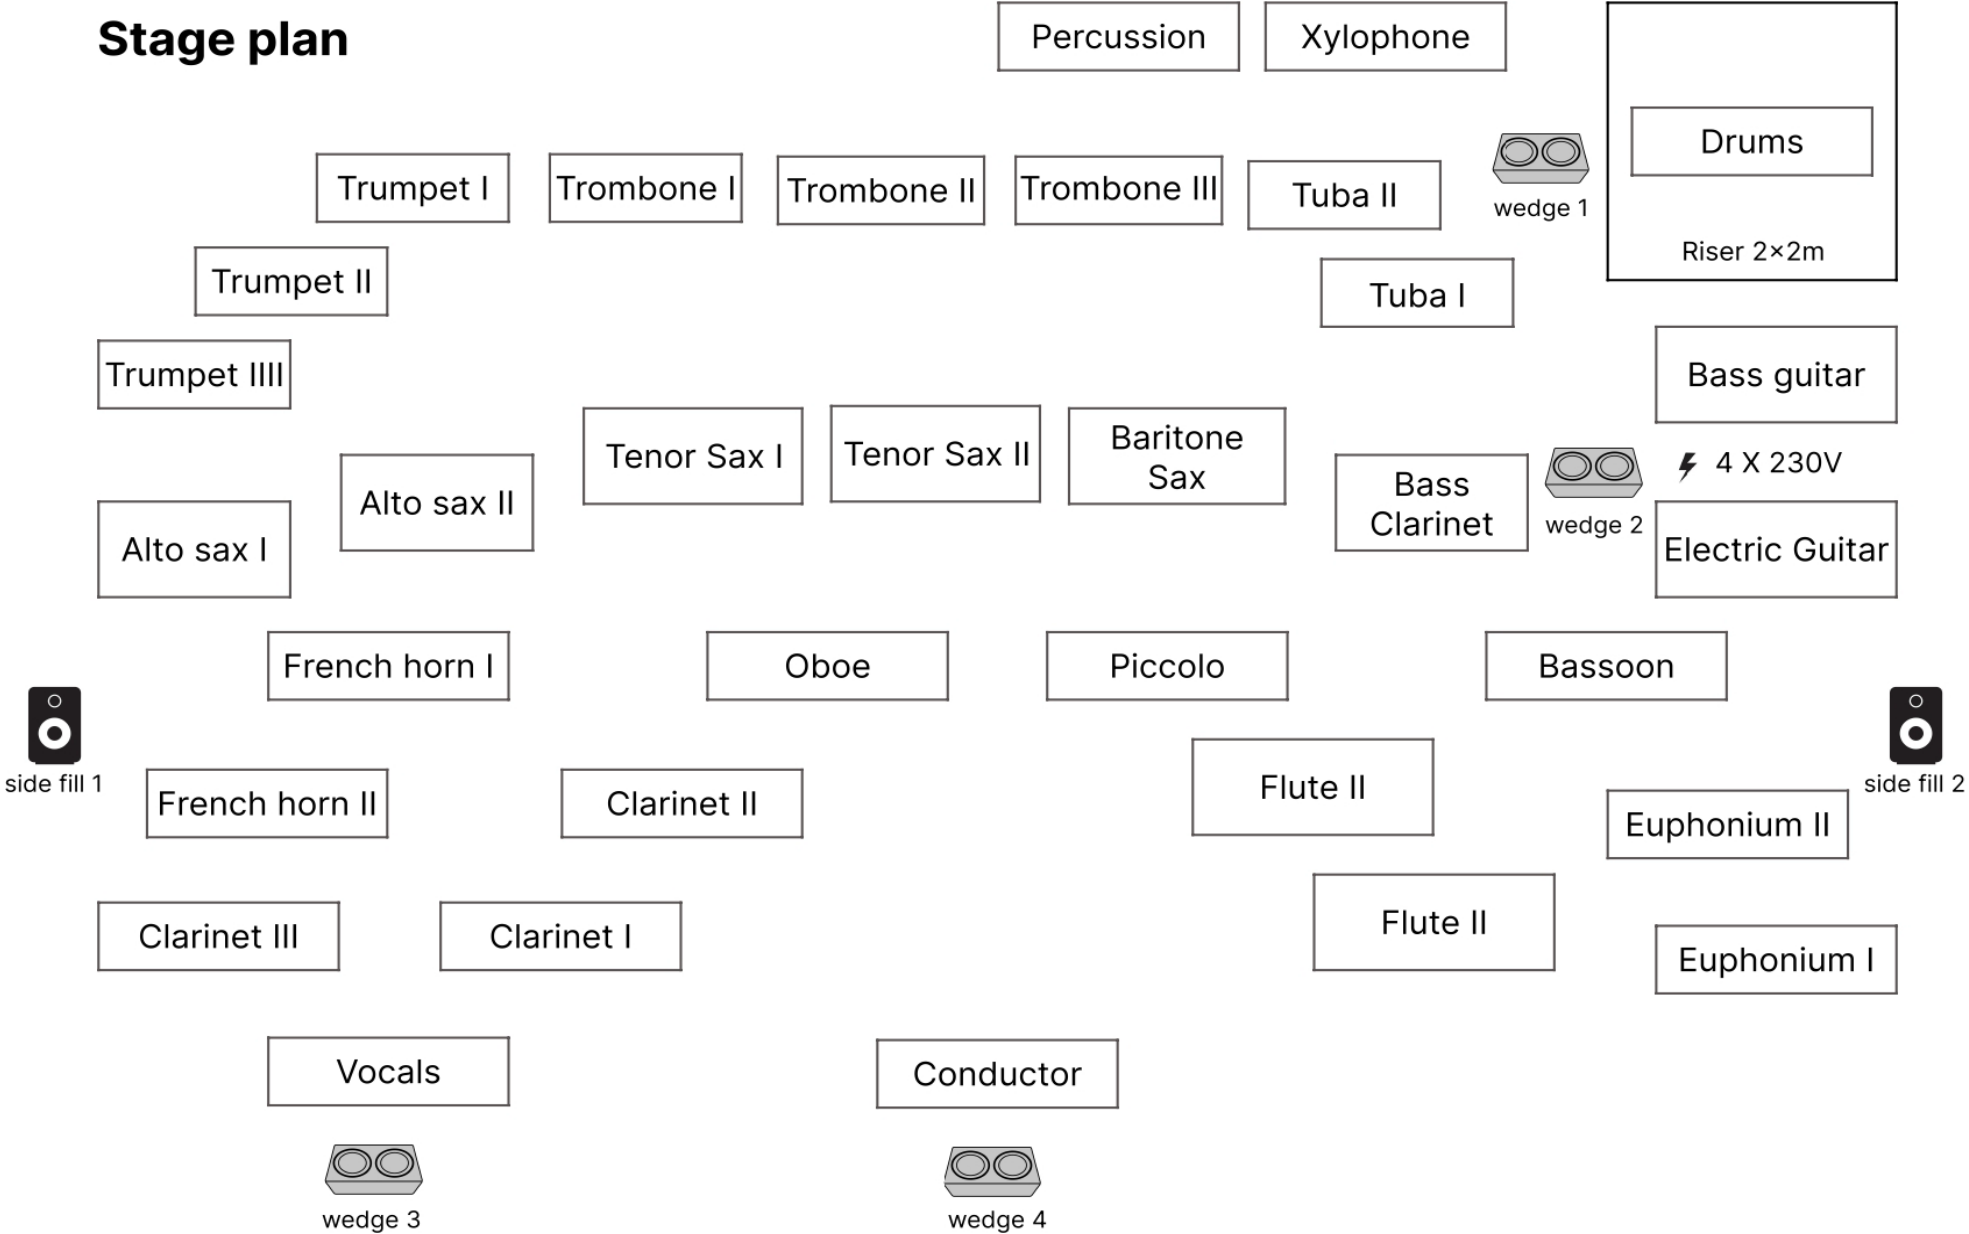 Stage plan
Percussion
Xylophone
Drums
Riser 2×2m
wedge 1
Trumpet I
Trombone I
Trombone II
Trombone III
Tuba II
Trumpet II
Tuba I
Trumpet IIII
Bass guitar
Tenor Sax I
Tenor Sax II
Baritone
Sax
Alto sax II
Bass
Clarinet
wedge 2
4 X 230V
Alto sax I
Electric Guitar
French horn I
Oboe
Piccolo
Bassoon
side fill 1
side fill 2
French horn II
Clarinet II
Flute II
Euphonium II
Clarinet III
Clarinet I
Flute II
Euphonium I
Vocals
Conductor
wedge 3
wedge 4